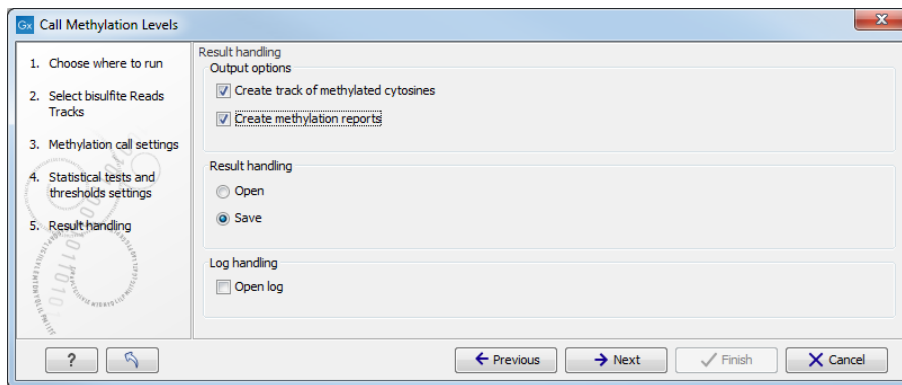 Gx Call Methylation Levels
1. Choose where to run
2. Select bisulfite Reads
Tracks
3. Methylation call settings
4. Statistical tests and
thresholds settings
5. Result handling
Result handling
Output options
Create track of methylated cytosines
Create methylation reports
Result handling
Open
Save
Log handling
Open log
?
Previous
Next
Finish
Cancel